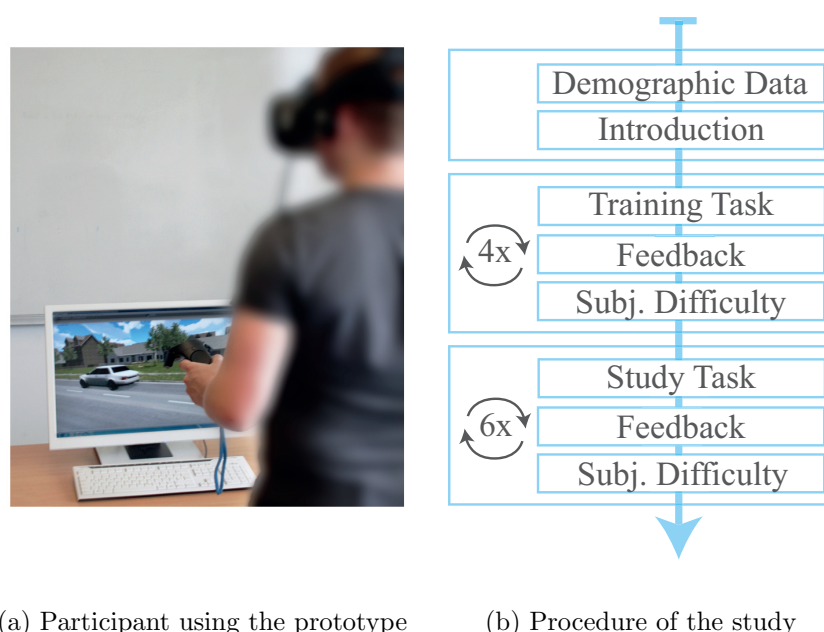 Demographic Data
Introduction
4x
Training Task
Feedback
Subj. Difficulty
6x
Study Task
Feedback
Subj. Difficulty
(a) Participant using the prototype
(b) Procedure of the study